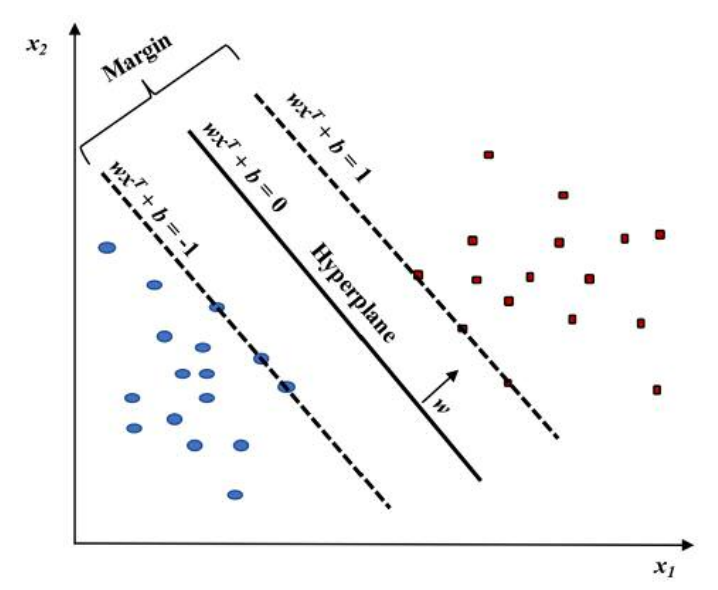 x₂
Margin
wxᵀ + b = 1
wxᵀ + b = 0
wxᵀ + b = -1
Hyperplane
w
x₁